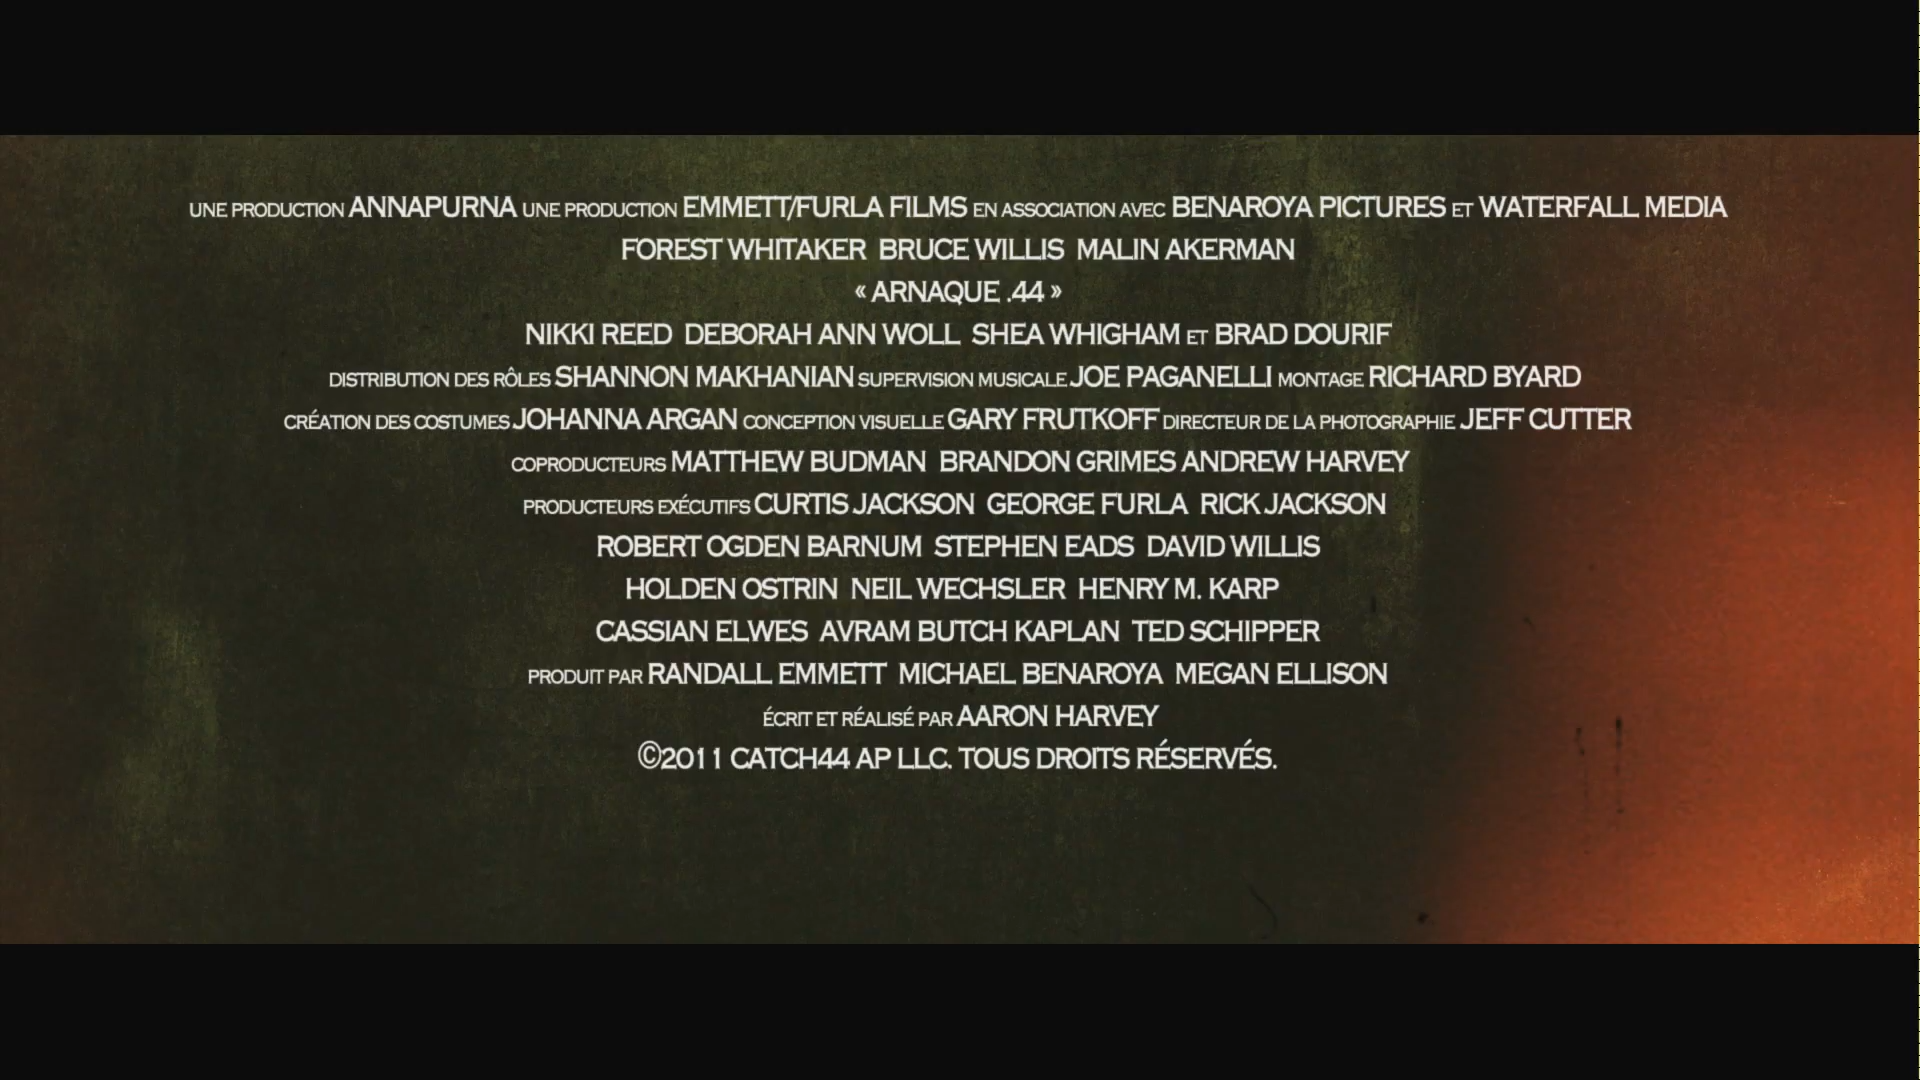 UNE PRODUCTION ANNAPURNA UNE PRODUCTION EMMETT/FURLA FILMS EN ASSOCIATION AVEC BENAROYA PICTURES ET WATERFALL MEDIA
FOREST WHITAKER BRUCE WILLIS MALIN AKERMAN
« ARNAQUE .44 »
NIKKI REED DEBORAH ANN WOLL SHEA WHIGHAM ET BRAD DOURIF
DISTRIBUTION DES RÔLES SHANNON MAKHANIAN SUPERVISION MUSICALE JOE PAGANELLI MONTAGE RICHARD BYARD
CRÉATION DES COSTUMES JOHANNA ARGAN CONCEPTION VISUELLE GARY FRUTKOFF DIRECTEUR DE LA PHOTOGRAPHIE JEFF CUTTER
COPRODUCTEURS MATTHEW BUDMAN BRANDON GRIMES ANDREW HARVEY
PRODUCTEURS EXÉCUTIFS CURTIS JACKSON GEORGE FURLA RICK JACKSON
ROBERT OGDEN BARNUM STEPHEN EADS DAVID WILLIS
HOLDEN OSTRIN NEIL WECHSLER HENRY M. KARP
CASSIAN ELWES AVRAM BUTCH KAPLAN TED SCHIPPER
PRODUIT PAR RANDALL EMMETT MICHAEL BENAROYA MEGAN ELLISON
ÉCRIT ET RÉALISÉ PAR AARON HARVEY
©2011 CATCH44 AP LLC. TOUS DROITS RÉSERVÉS.